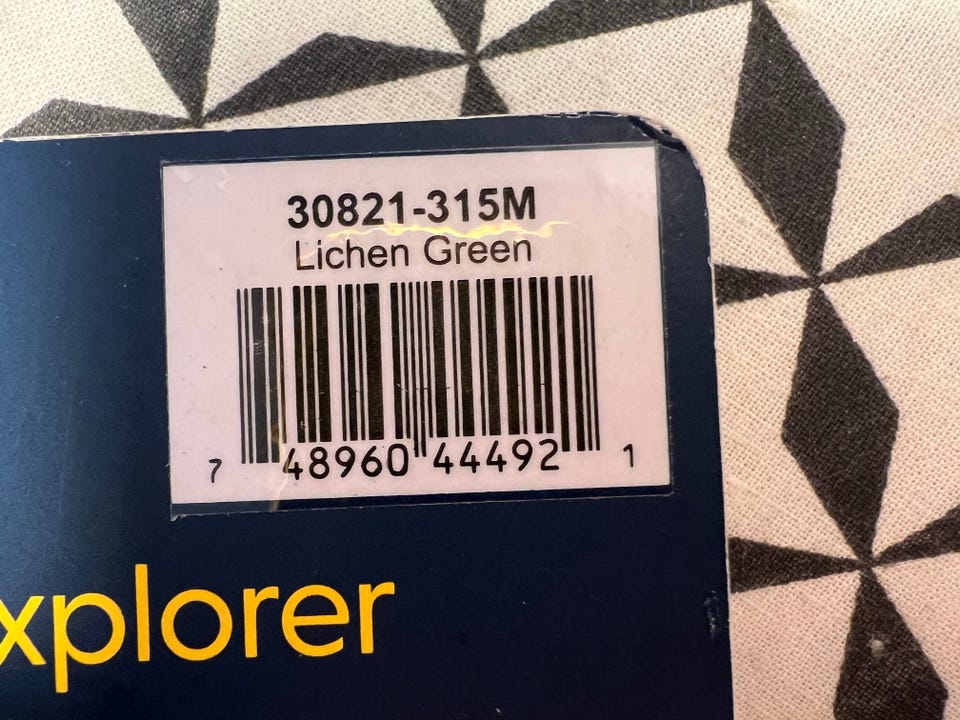 30821-315M
Lichen Green
7 48960 44492 1
xplorer